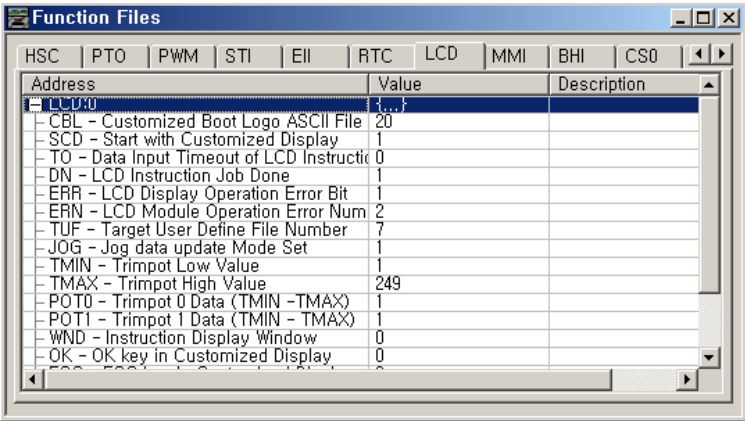 Function Files
HSC PTO PWM STI EII RTC LCD MMI BHI CS0
Address Value Description
LCD:0 {...}
CBL - Customized Boot Logo ASCII File 20
SCD - Start with Customized Display 1
TO - Data Input Timeout of LCD Instructic 0
DN - LCD Instruction Job Done 1
ERR - LCD Display Operation Error Bit 1
ERN - LCD Module Operation Error Num 2
TUF - Target User Define File Number 7
JOG - Jog data update Mode Set 1
TMIN - Trimpot Low Value 1
TMAX - Trimpot High Value 249
POT0 - Trimpot 0 Data (TMIN -TMAX) 1
POT1 - Trimpot 1 Data (TMIN - TMAX) 1
WND - Instruction Display Window 0
OK - OK key in Customized Display 0